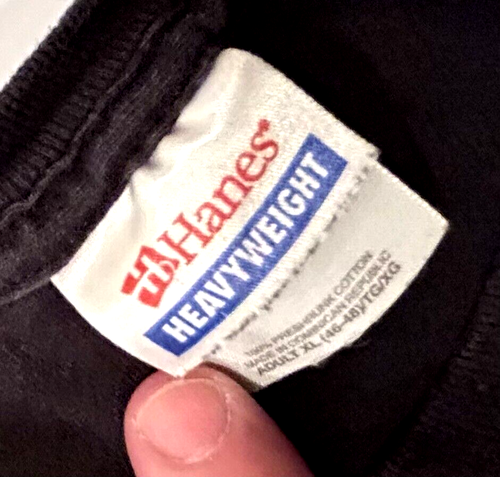 Hanes
HEAVYWEIGHT
100% PRESHRUNK COTTON
MADE IN DOMINICAN REPUBLIC
ADULT XL (46-48)/TG/XG